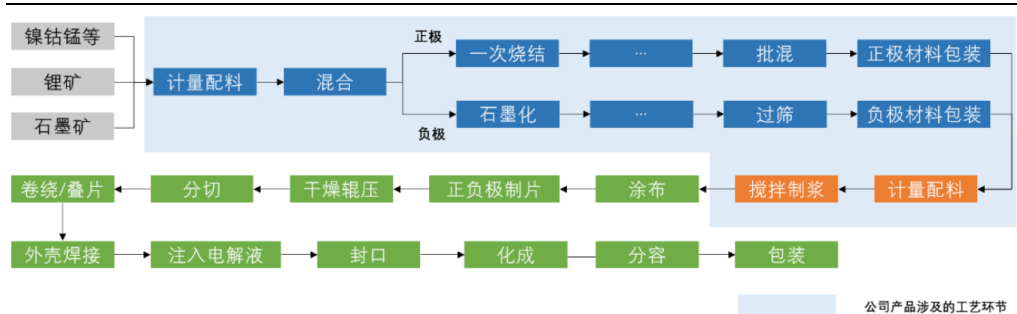 镍钴锰等
锂矿
石墨矿
计量配料
混合
正极
一次烧结
...
批混
正极材料包装
负极
石墨化
...
过筛
负极材料包装
卷绕/叠片
分切
干燥辊压
正负极制片
涂布
搅拌制浆
计量配料
外壳焊接
注入电解液
封口
化成
分容
包装
公司产品涉及的工艺环节